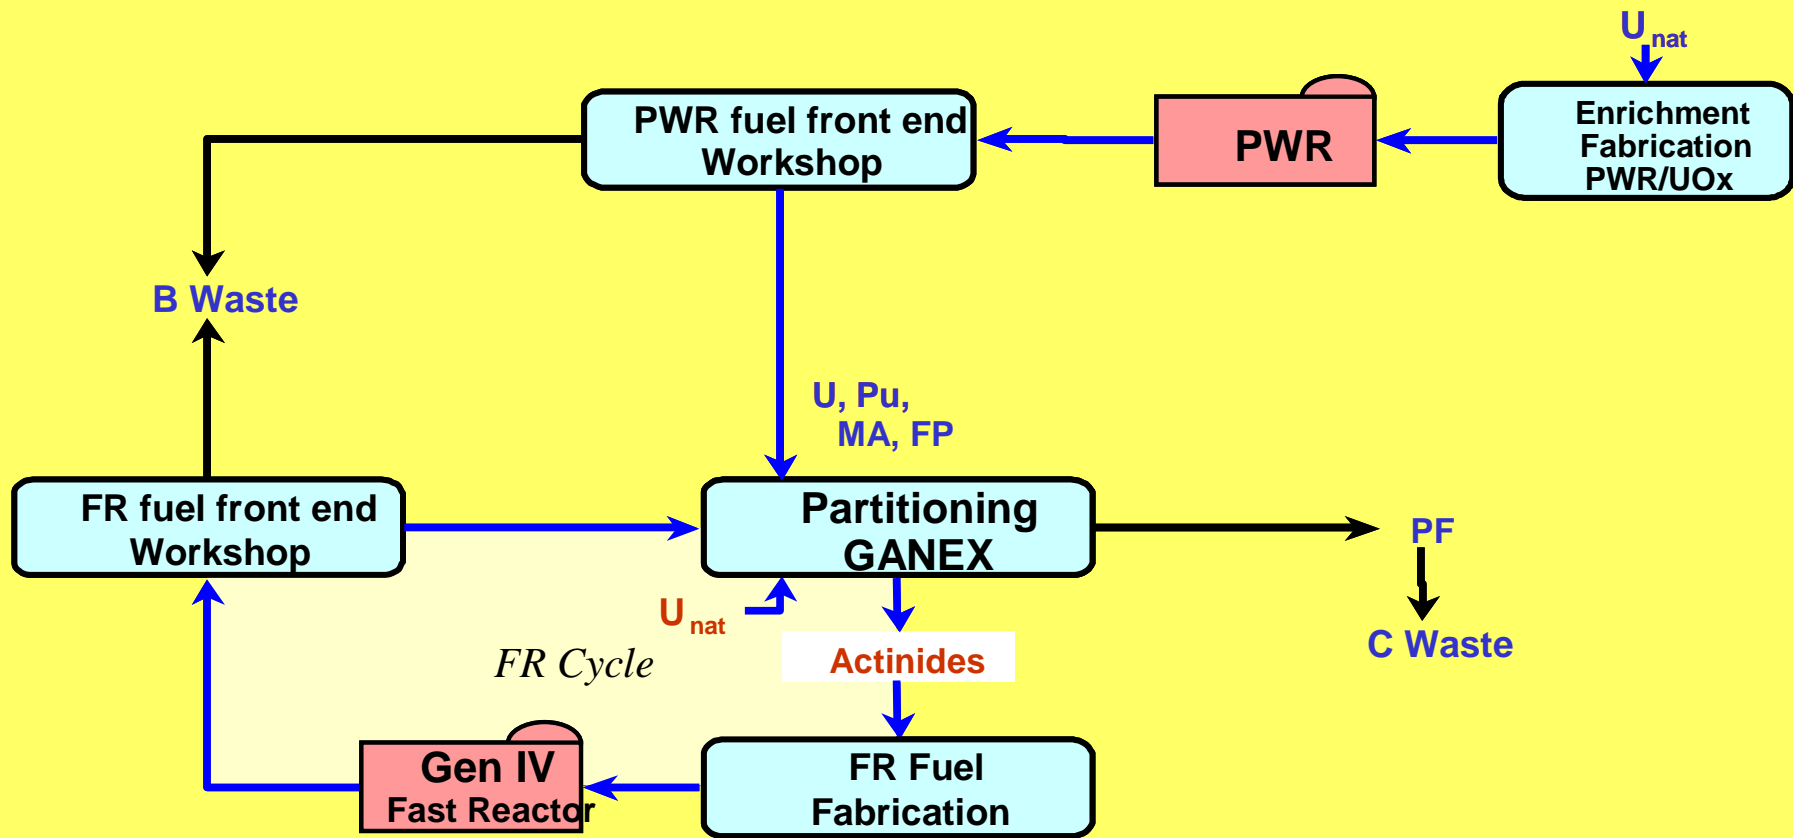 U nat
Enrichment
Fabrication
PWR/UOx
PWR
PWR fuel front end
Workshop
B Waste
U, Pu,
MA, FP
FR fuel front end
Workshop
Partitioning
GANEX
PF
C Waste
U nat
Actinides
FR Cycle
Gen IV
Fast Reactor
FR Fuel
Fabrication